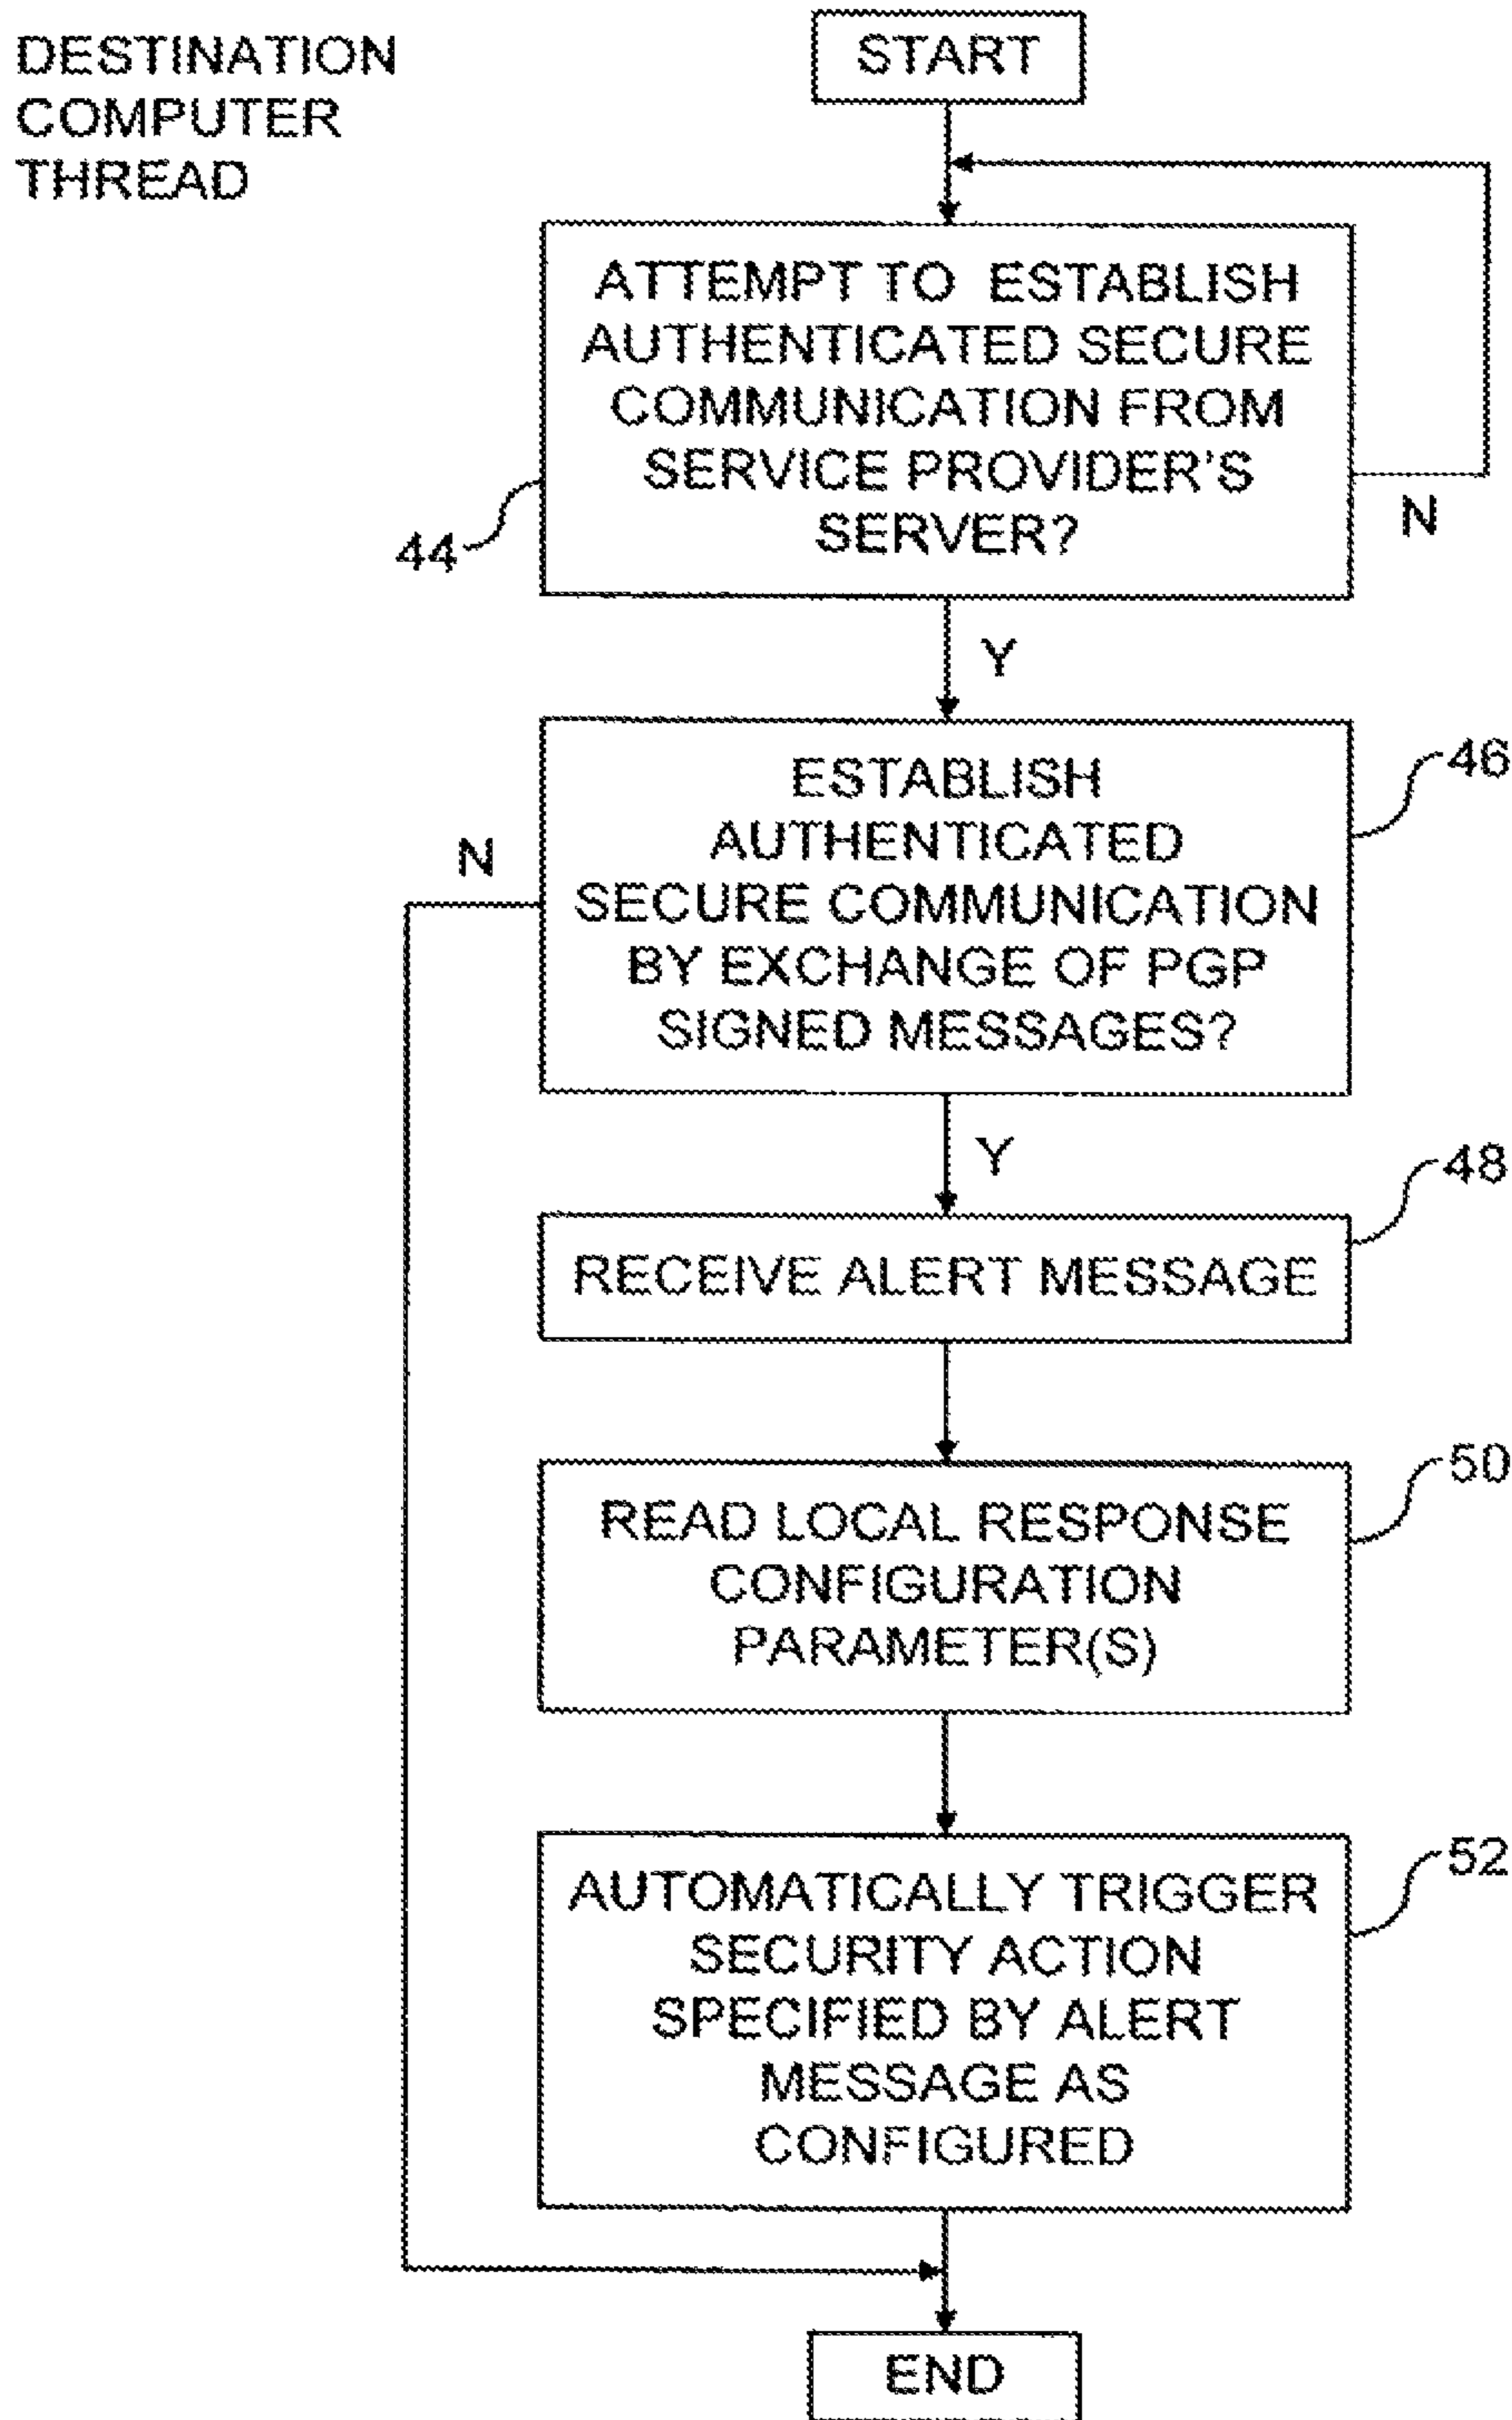 DESTINATION
COMPUTER
THREAD
START
ATTEMPT TO ESTABLISH
AUTHENTICATED SECURE
COMMUNICATION FROM
SERVICE PROVIDER'S
SERVER?
44
N
Y
ESTABLISH
AUTHENTICATED
SECURE COMMUNICATION
BY EXCHANGE OF PGP
SIGNED MESSAGES?
46
N
Y
RECEIVE ALERT MESSAGE
48
READ LOCAL RESPONSE
CONFIGURATION
PARAMETER(S)
50
AUTOMATICALLY TRIGGER
SECURITY ACTION
SPECIFIED BY ALERT
MESSAGE AS
CONFIGURED
52
END